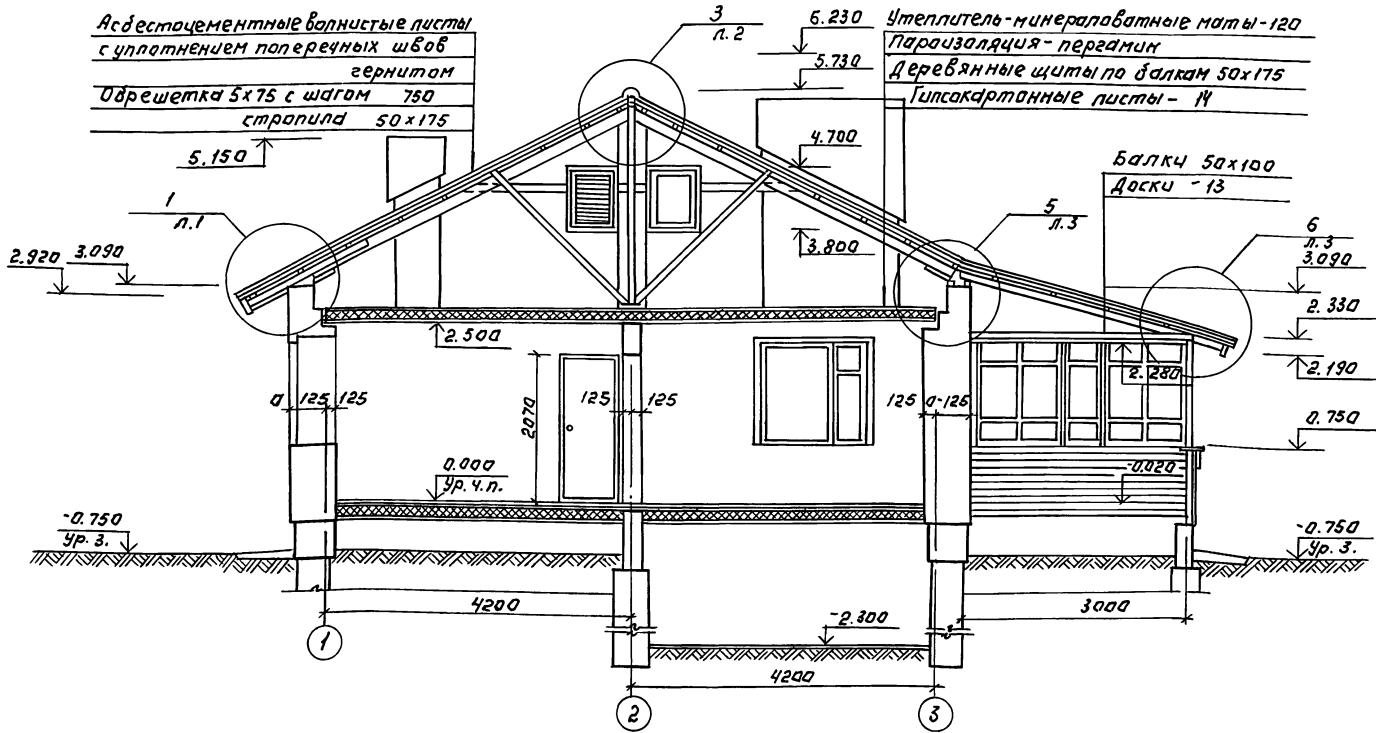 Асбестоцементные волнистые листы
с уплотнением поперечных швов
гернитом
Обрешетка 5х75 с шагом 750
стропила 50х175
5.150
1
л.1
2.920
3.090
3
л.2
6.230
5.730
Утеплитель-минераловатные маты-120
Пароизоляция-пергамин
Деревянные щиты по балкам 50х175
Гипсокартонные листы-14
4.700
3.800
Балки 50х100
Доски -13
5
л.3
6
л.3
3.090
2.330
2.190
2.280
0.750
-0.020
2.500
а 125 125
2070
125 125
125 а-125
0.000
Ур.ч.п.
-0.750
Ур.з.
-0.750
Ур.з.
4200
-2.300
3000
4200
1
2
3